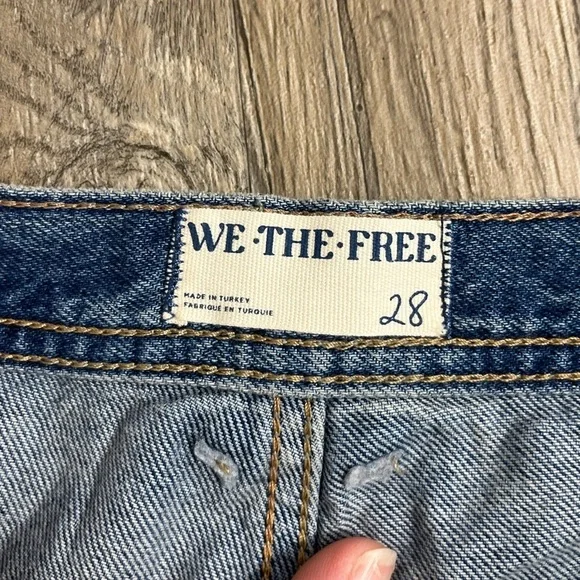 WE·THE·FREE
MADE IN TURKEY
FABRIQUÉ EN TURQUIE
28